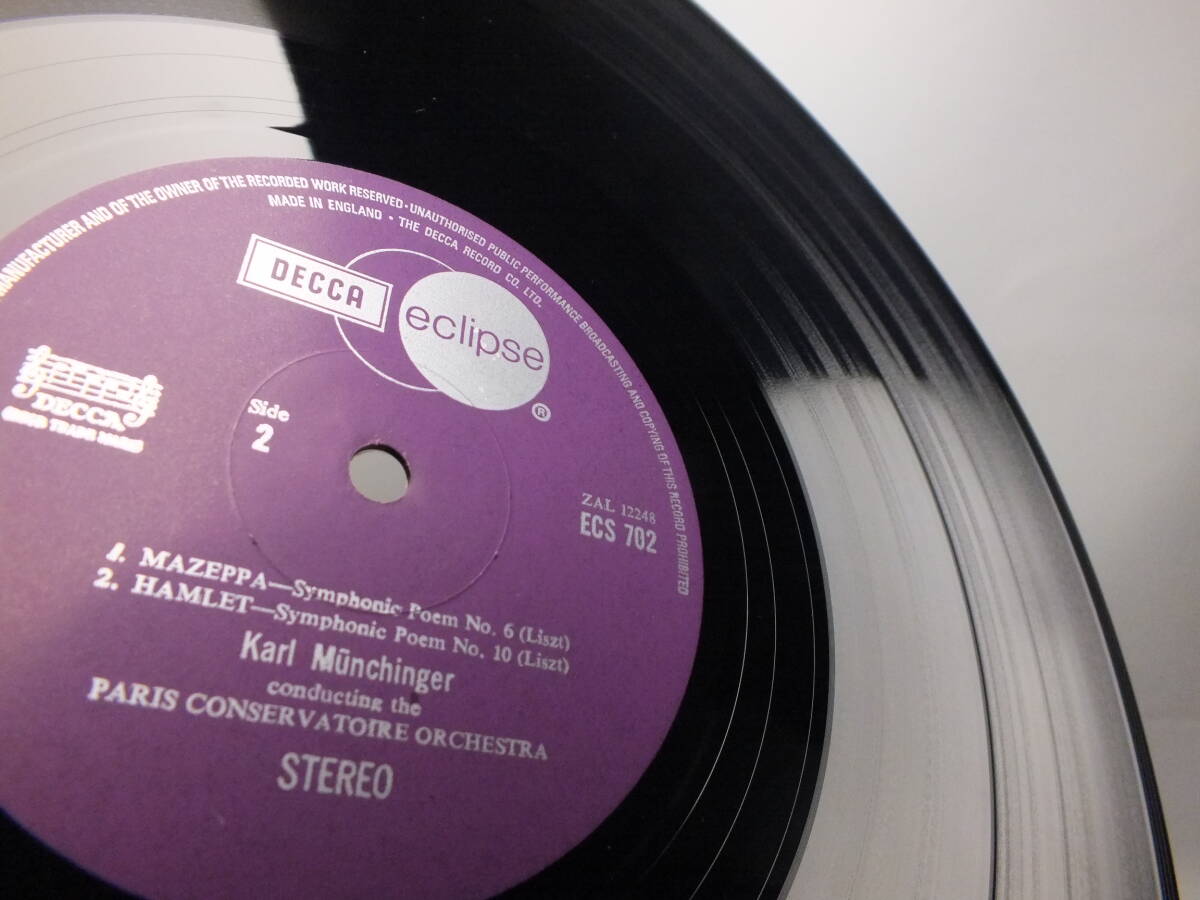 MANUFACTURER AND OF THE OWNER OF THE RECORDED WORK RESERVED · UNAUTHORISED PUBLIC PERFORMANCE BROADCASTING AND COPYING OF THIS RECORD PROHIBITED
MADE IN ENGLAND · THE DECCA RECORD CO. LTD.
DECCA
eclipse
®
DECCA
TRADE MARK
Side
2
ZAL 12248
ECS 702
1. MAZEPPA—Symphonic Poem No. 6 (Liszt)
2. HAMLET—Symphonic Poem No. 10 (Liszt)
Karl Münchinger
conducting the
PARIS CONSERVATOIRE ORCHESTRA
STEREO